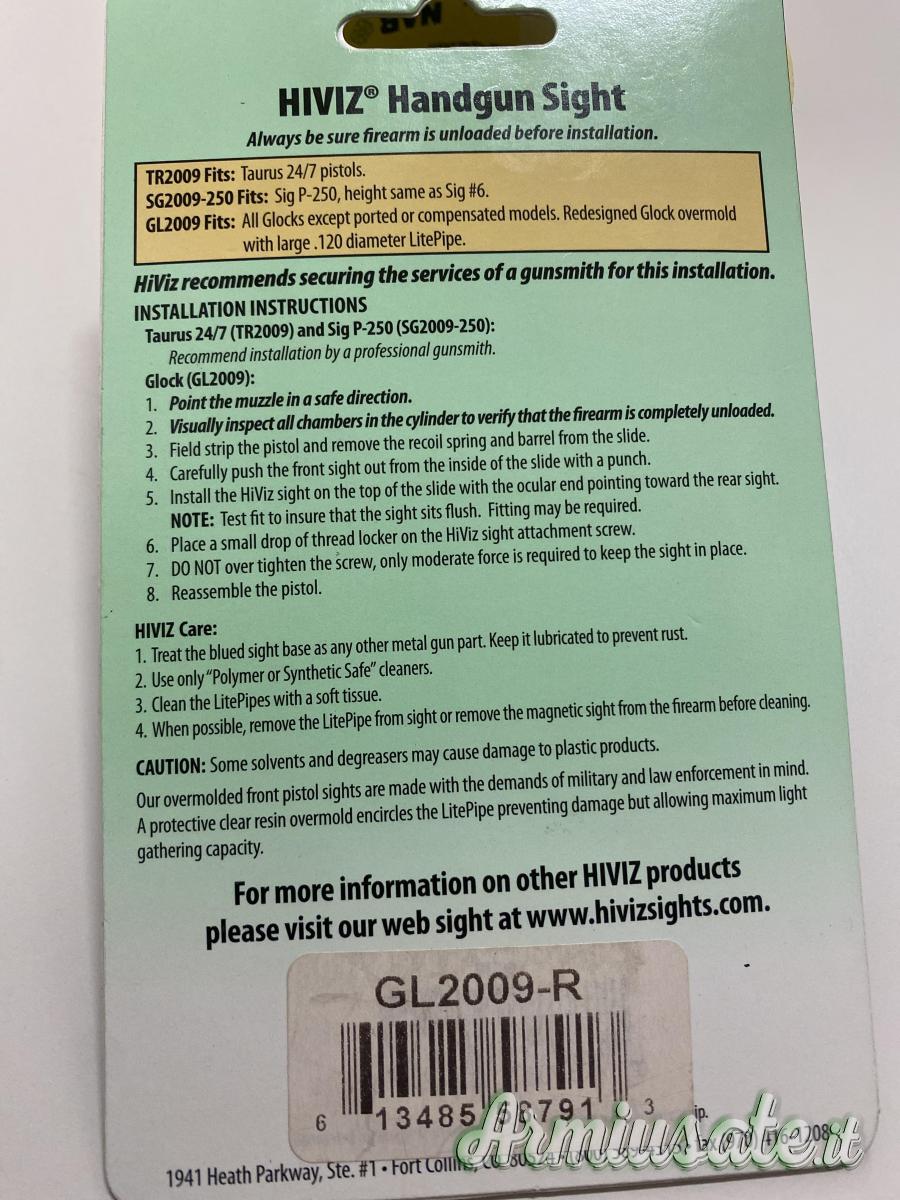 NAR
HIVIZ® Handgun Sight
Always be sure firearm is unloaded before installation.
TR2009 Fits: Taurus 24/7 pistols.
SG2009-250 Fits: Sig P-250, height same as Sig #6.
GL2009 Fits: All Glocks except ported or compensated models. Redesigned Glock overmold
with large .120 diameter LitePipe.
HiViz recommends securing the services of a gunsmith for this installation.
INSTALLATION INSTRUCTIONS
Taurus 24/7 (TR2009) and Sig P-250 (SG2009-250):
Recommend installation by a professional gunsmith.
Glock (GL2009):
1. Point the muzzle in a safe direction.
2. Visually inspect all chambers in the cylinder to verify that the firearm is completely unloaded.
3. Field strip the pistol and remove the recoil spring and barrel from the slide.
4. Carefully push the front sight out from the inside of the slide with a punch.
5. Install the HiViz sight on the top of the slide with the ocular end pointing toward the rear sight.
NOTE: Test fit to insure that the sight sits flush. Fitting may be required.
6. Place a small drop of thread locker on the HiViz sight attachment screw.
7. DO NOT over tighten the screw, only moderate force is required to keep the sight in place.
8. Reassemble the pistol.
HIVIZ Care:
1. Treat the blued sight base as any other metal gun part. Keep it lubricated to prevent rust.
2. Use only "Polymer or Synthetic Safe" cleaners.
3. Clean the LitePipes with a soft tissue.
4. When possible, remove the LitePipe from sight or remove the magnetic sight from the firearm before cleaning.
CAUTION: Some solvents and degreasers may cause damage to plastic products.
Our overmolded front pistol sights are made with the demands of military and law enforcement in mind.
A protective clear resin overmold encircles the LitePipe preventing damage but allowing maximum light
gathering capacity.
For more information on other HIVIZ products
please visit our web sight at www.hivizsights.com.
GL2009-R
6 13485 66791 3
1941 Heath Parkway, Ste. #1 • Fort Collins, CO
Armiusate.it